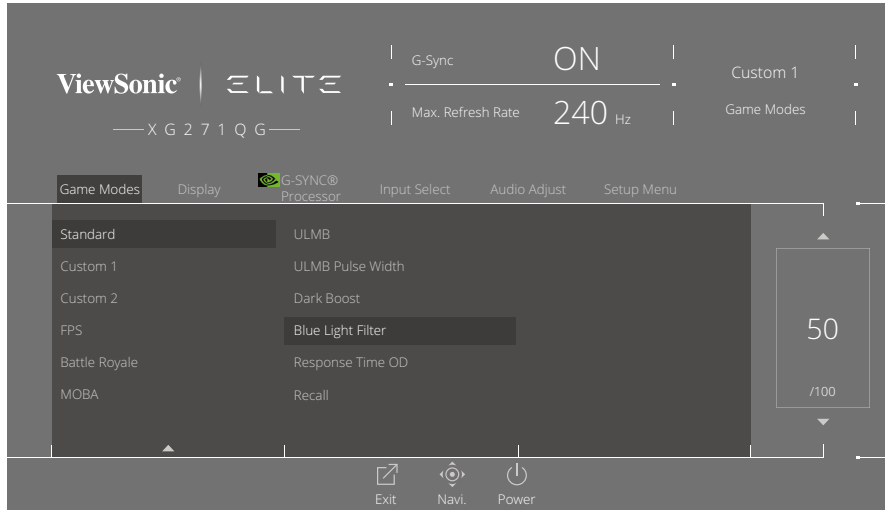 ViewSonic® | ELITE
XG271QG
G-Sync ON
Max. Refresh Rate 240 Hz
Custom 1
Game Modes
Game Modes
Display
G-SYNC®
Processor
Input Select
Audio Adjust
Setup Menu
Standard
Custom 1
Custom 2
FPS
Battle Royale
MOBA
ULMB
ULMB Pulse Width
Dark Boost
Blue Light Filter
Response Time OD
Recall
50
/100
Exit
Navi.
Power